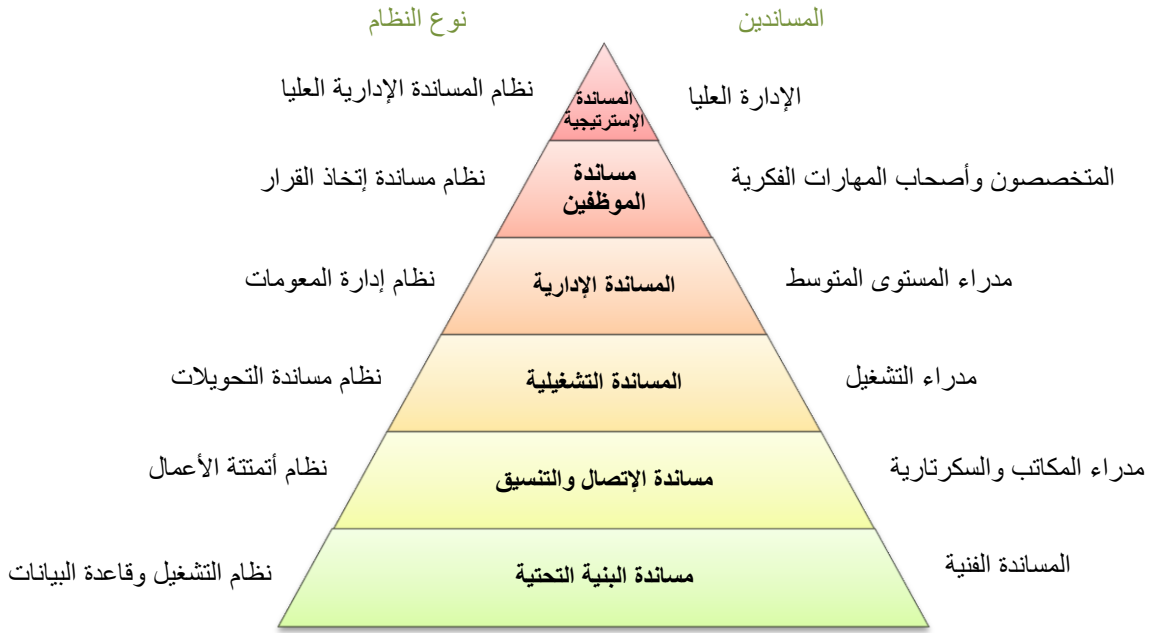 المساندين
نوع النظام
الإدارة العليا
المساندة
الإسترتيجية
نظام المساندة الإدارية العليا
المتخصصون وأصحاب المهارات الفكرية
مساندة
الموظفين
نظام مساندة إتخاذ القرار
مدراء المستوى المتوسط
المساندة الإدارية
نظام إدارة المعومات
مدراء التشغيل
المساندة التشغيلية
نظام مساندة التحويلات
مدراء المكاتب والسكرتارية
مساندة الإتصال والتنسيق
نظام أتمتتة الأعمال
المساندة الفنية
مساندة البنية التحتية
نظام التشغيل وقاعدة البيانات